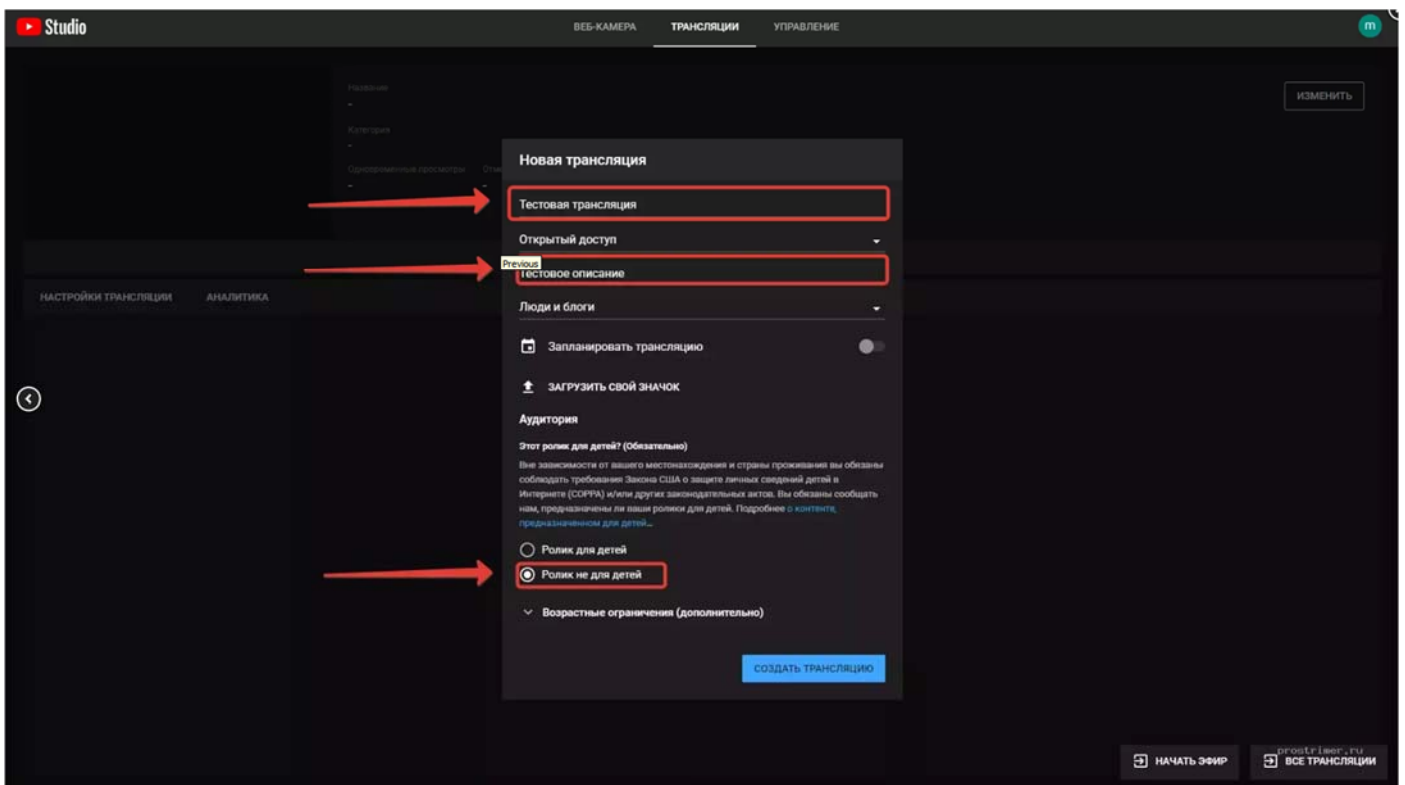 Studio
ВЕБ-КАМЕРА
ТРАНСЛЯЦИИ
УПРАВЛЕНИЕ
m
Название
-
ИЗМЕНИТЬ
Категория
-
Одновременные просмотры
-
-
Новая трансляция
Тестовая трансляция
Открытый доступ
Previous
Тестовое описание
НАСТРОЙКИ ТРАНСЛЯЦИИ
АНАЛИТИКА
Люди и блоги
Запланировать трансляцию
ЗАГРУЗИТЬ СВОЙ ЗНАЧОК
Аудитория
Этот ролик для детей? (Обязательно)
Вне зависимости от вашего местонахождения и страны проживания вы обязаны
соблюдать требования Закона США о защите личных сведений детей в
Интернете (COPPA) и/или других законодательных актов. Вы обязаны сообщать
нам, предназначены ли ваши ролики для детей. Подробнее о контенте,
предназначенном для детей…
Ролик для детей
Ролик не для детей
Возрастные ограничения (дополнительно)
СОЗДАТЬ ТРАНСЛЯЦИЮ
prostrimer.ru
НАЧАТЬ ЭФИР
ВСЕ ТРАНСЛЯЦИИ